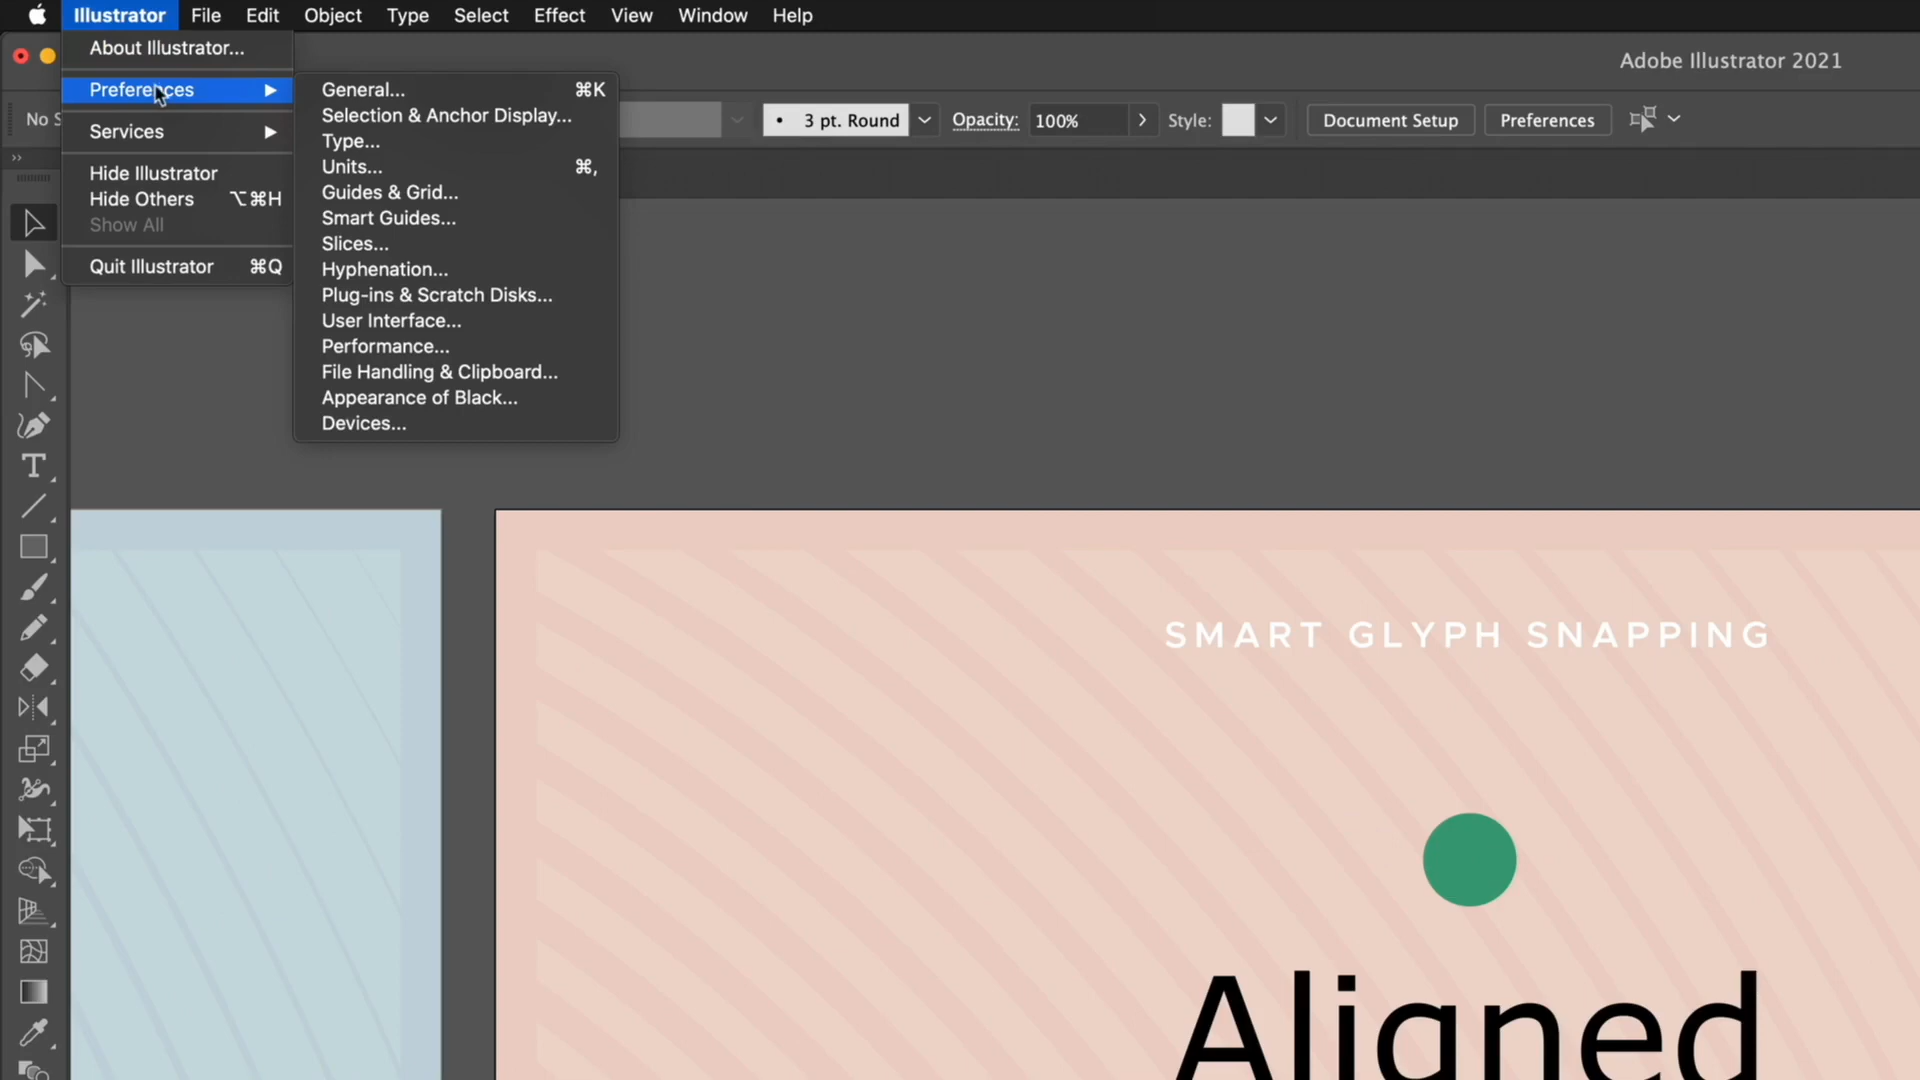 Illustrator File Edit Object Type Select Effect View Window Help
About Illustrator...
Adobe Illustrator 2021
Preferences
General... ⌘K
Selection & Anchor Display...
No S
3 pt. Round
Opacity: 100%
Style:
Document Setup
Preferences
Services
Type...
Units... ⌘,
Hide Illustrator
Guides & Grid...
Hide Others ⌥⌘H
Smart Guides...
Show All
Slices...
Quit Illustrator ⌘Q
Hyphenation...
Plug-ins & Scratch Disks...
User Interface...
Performance...
File Handling & Clipboard...
Appearance of Black...
Devices...
SMART GLYPH SNAPPING
Aligned